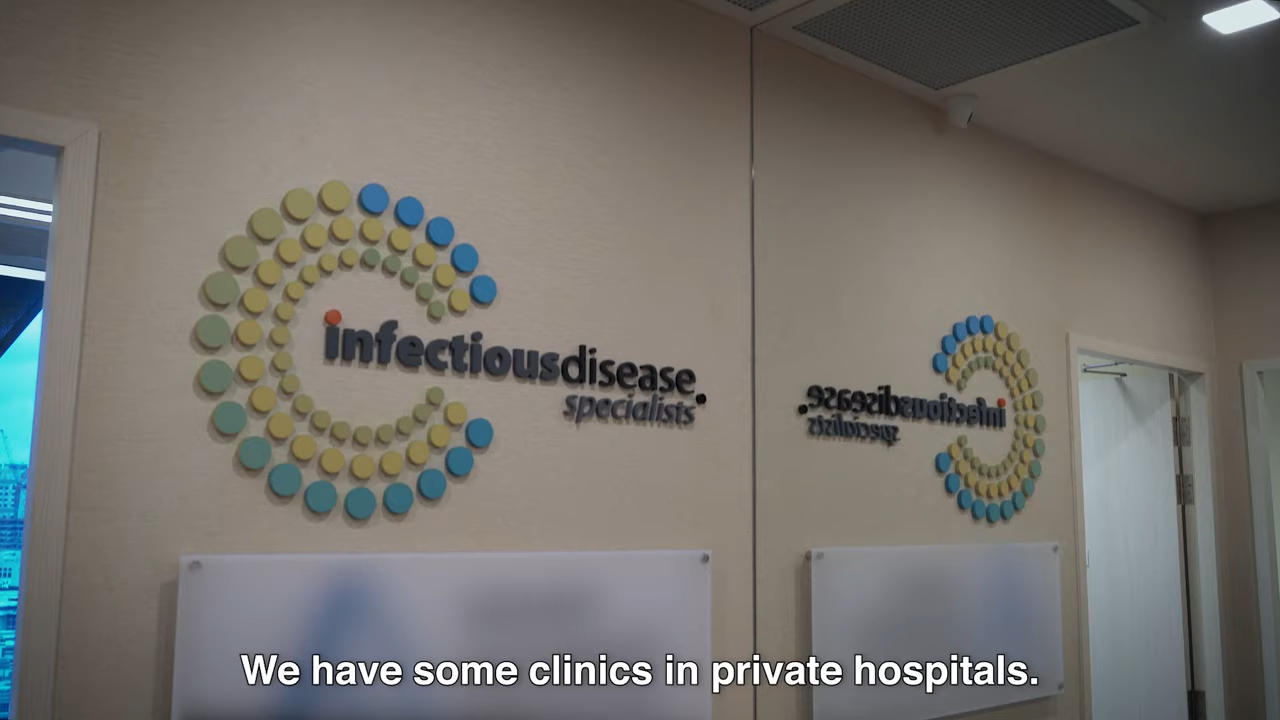 infectiousdisease.
specialists
infectiousdisease.
specialists
We have some clinics in private hospitals.